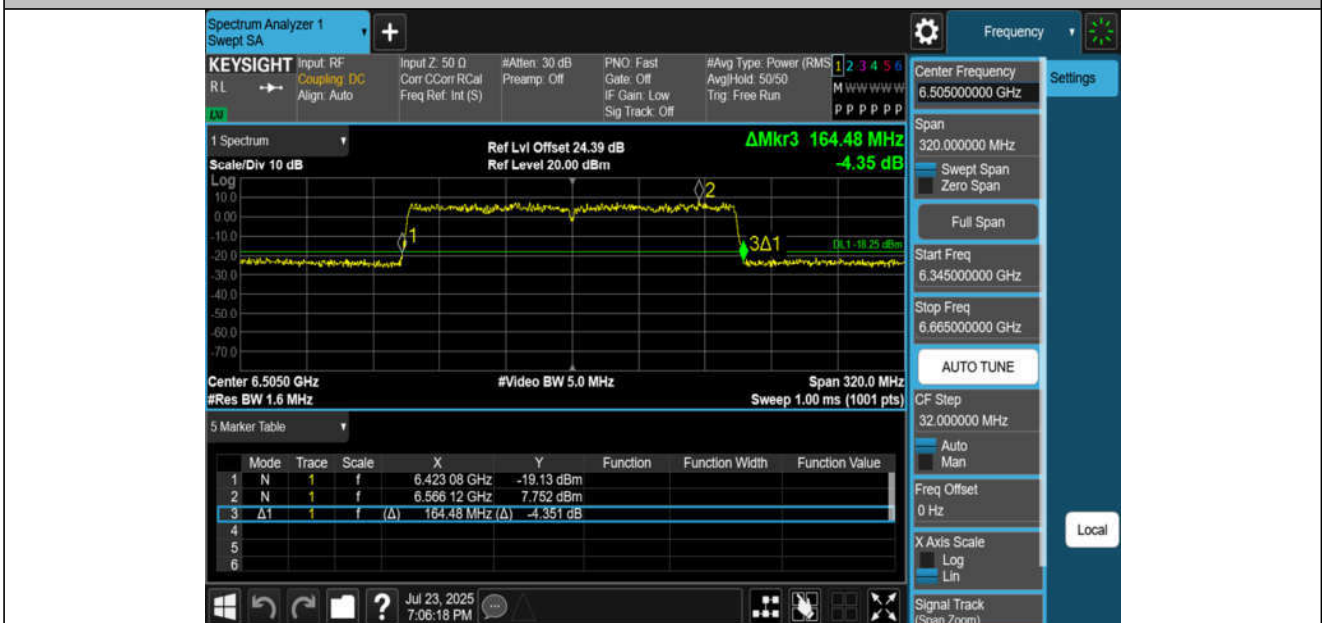 Spectrum Analyzer 1
Swept SA
+
Frequency
KEYSIGHT
RL
LU
Input: RF
Coupling: DC
Align: Auto
Input Z: 50 Ω
Corr CCorr RCal
Freq Ref: Int (S)
#Atten: 30 dB
Preamp: Off
PNO: Fast
Gate: Off
IF Gain: Low
Sig Track: Off
#Avg Type: Power (RMS
Avg|Hold: 50/50
Trig: Free Run
1 2 3 4 5 6
M W W W W W
P P P P P P
1 Spectrum
Scale/Div 10 dB
Ref Lvl Offset 24.39 dB
Ref Level 20.00 dBm
ΔMkr3 164.48 MHz
-4.35 dB
Log
10.0
0.00
-10.0
-20.0
-30.0
-40.0
-50.0
-60.0
-70.0
1
2
3Δ1
DL1 -18.25 dBm
Center 6.5050 GHz
#Video BW 5.0 MHz
Span 320.0 MHz
#Res BW 1.6 MHz
Sweep 1.00 ms (1001 pts)
5 Marker Table
Mode Trace Scale X Y Function Function Width Function Value
1 N 1 f 6.423 08 GHz -19.13 dBm
2 N 1 f 6.566 12 GHz 7.752 dBm
3 Δ1 1 f (Δ) 164.48 MHz (Δ) -4.351 dB
4
5
6
?
Jul 23, 2025
7:06:18 PM
Center Frequency
6.505000000 GHz
Settings
Span
320.000000 MHz
Swept Span
Zero Span
Full Span
Start Freq
6.345000000 GHz
Stop Freq
6.665000000 GHz
AUTO TUNE
CF Step
32.000000 MHz
Auto
Man
Freq Offset
0 Hz
X Axis Scale
Log
Lin
Local
Signal Track
(Span Zoom)